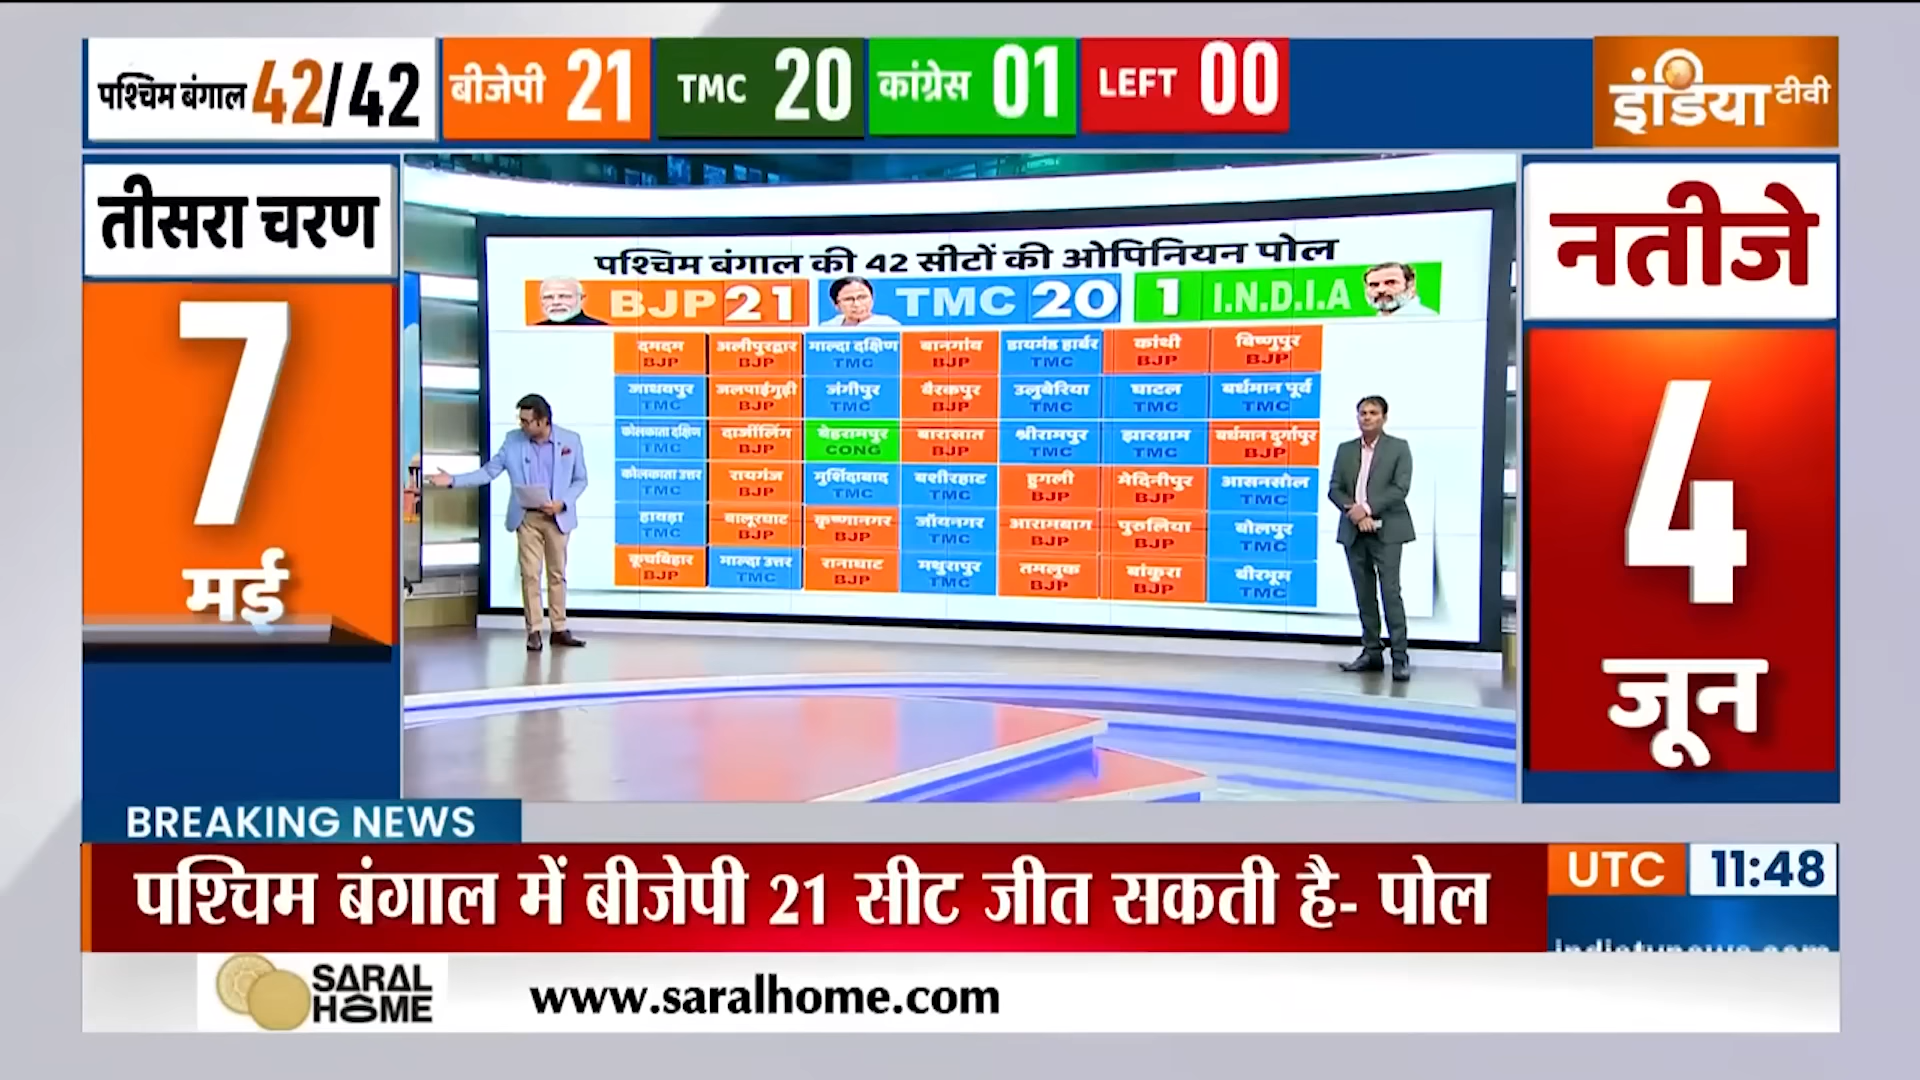 पश्चिम बंगाल 42/42
बीजेपी 21
TMC 20
कांग्रेस 01
LEFT 00
इंडिया टीवी
तीसरा चरण
7
मई
नतीजे
4
जून
पश्चिम बंगाल की 42 सीटों की ओपिनियन पोल
BJP 21 TMC 20 1 I.N.D.I.A
दमदम अलीपुरद्वार माल्दा दक्षिण बानगांव डायमंड हार्बर कांथी बिष्णुपुर
BJP BJP TMC BJP TMC BJP BJP
जाधवपुर जलपाईगुड़ी जंगीपुर बैरकपुर उलुबेरिया घाटल बर्धमान पूर्व
TMC BJP TMC BJP TMC TMC TMC
कोलकाता दक्षिण दार्जीलिंग बेहरामपुर बारासात श्रीरामपुर झारग्राम बर्धमान दुर्गापुर
TMC BJP CONG BJP TMC TMC BJP
कोलकाता उत्तर रायगंज मुर्शिदाबाद बशीरहाट हुगली मेदिनीपुर आसनसोल
TMC BJP TMC TMC BJP BJP TMC
हावड़ा बालूरघाट कृष्णानगर जॉयनगर आरामबाग पुरुलिया बोलपुर
TMC BJP BJP TMC BJP BJP TMC
कूचबिहार माल्दा उत्तर रानाघाट मथुरापुर तमलुक बांकुरा बीरभूम
BJP TMC BJP TMC BJP BJP TMC
BREAKING NEWS
पश्चिम बंगाल में बीजेपी 21 सीट जीत सकती है- पोल
UTC 11:48
SARAL
HOME
www.saralhome.com